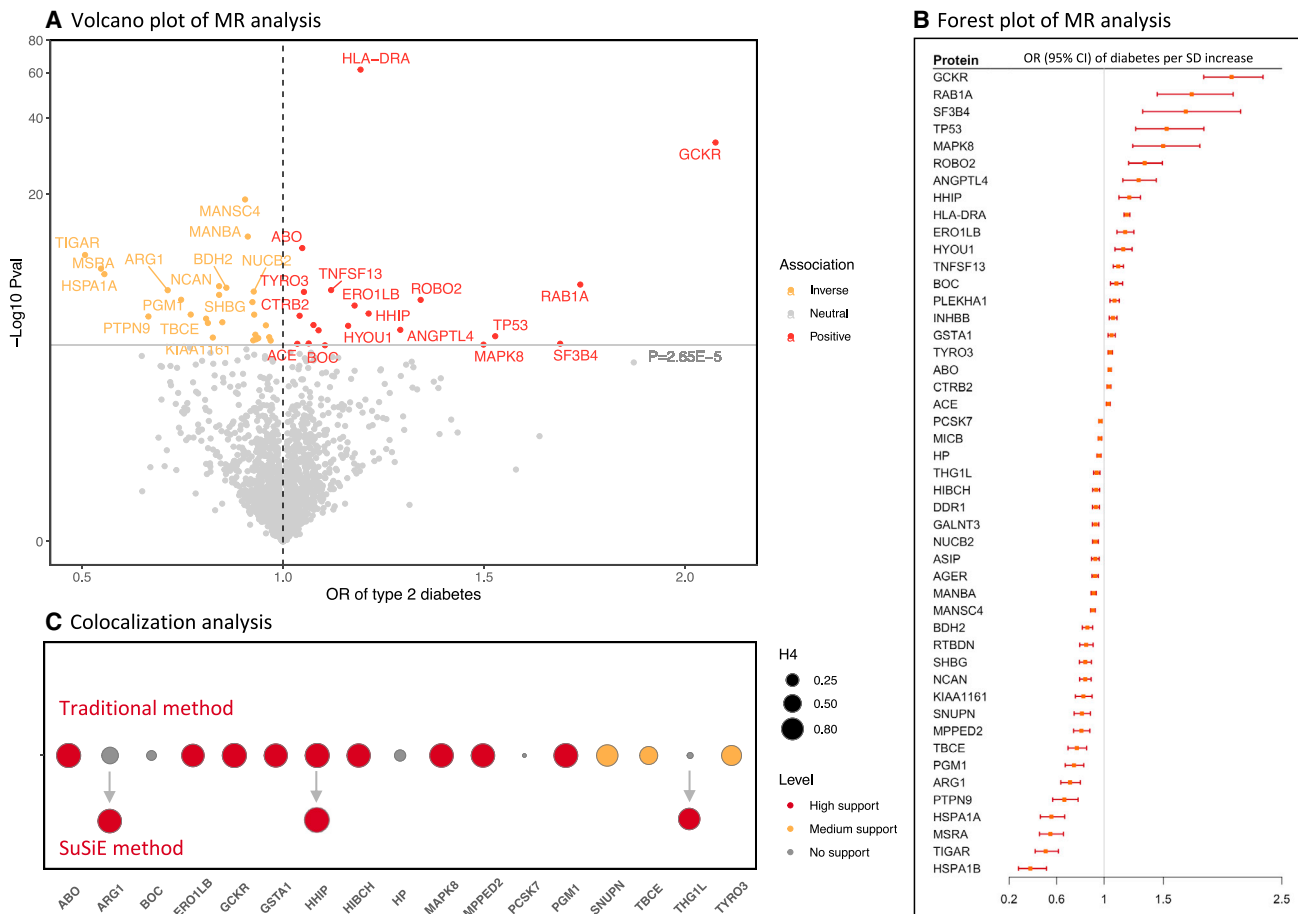 A Volcano plot of MR analysis
80
60
40
20
0
−Log10 Pval
HLA−DRA
GCKR
MANSC4
MANBA
ABO
TIGAR
MSRA
HSPA1A
ARG1
BDH2
NUCB2
NCAN
TYRO3
TNFSF13
ERO1LB
ROBO2
RAB1A
PGM1
SHBG
CTRB2
HHIP
PTPN9
TBCE
HYOU1
ANGPTL4
TP53
KIAA1161
ACE
BOC
MAPK8
SF3B4
P=2.65E−5
0.5
1.0
1.5
2.0
OR of type 2 diabetes
Association
Inverse
Neutral
Positive
B Forest plot of MR analysis
Protein OR (95% CI) of diabetes per SD increase
GCKR
RAB1A
SF3B4
TP53
MAPK8
ROBO2
ANGPTL4
HHIP
HLA-DRA
ERO1LB
HYOU1
TNFSF13
BOC
PLEKHA1
INHBB
GSTA1
TYRO3
ABO
CTRB2
ACE
PCSK7
MICB
HP
THG1L
HIBCH
DDR1
GALNT3
NUCB2
ASIP
AGER
MANBA
MANSC4
BDH2
RTBDN
SHBG
NCAN
KIAA1161
SNUPN
MPPED2
TBCE
PGM1
ARG1
PTPN9
HSPA1A
MSRA
TIGAR
HSPA1B
0.2 0.6 1 1.5 2.5
C Colocalization analysis
Traditional method
SuSiE method
ABO
ARG1
BOC
ERO1LB
GCKR
GSTA1
HHIP
HIBCH
HP
MAPK8
MPPED2
PCSK7
PGM1
SNUPN
TBCE
THG1L
TYRO3
H4
0.25
0.50
0.80
Level
High support
Medium support
No support